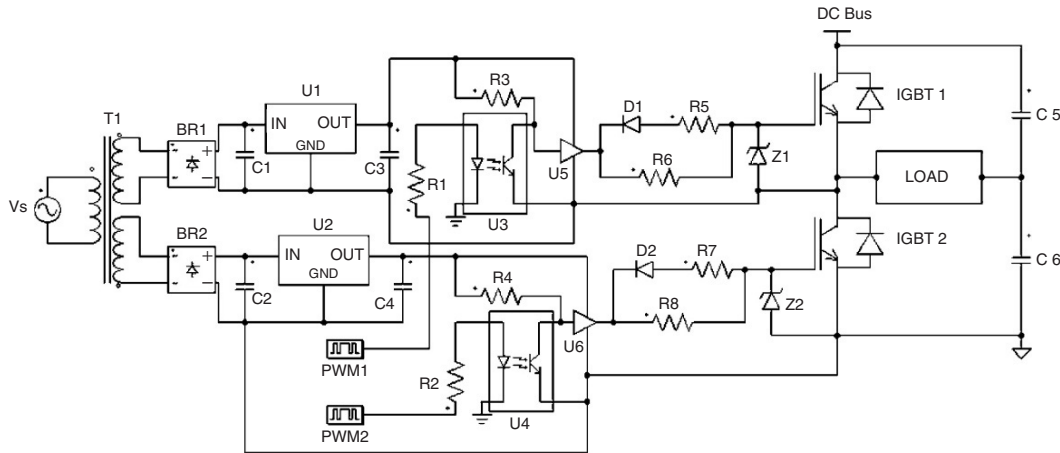 DC Bus
U1
R3
IGBT 1
T1
D1
R5
BR1
IN
OUT
C 5
GND
C1
C3
Z1
R6
U5
R1
Vs
LOAD
U3
U2
BR2
IN
OUT
D2
R7
IGBT 2
GND
R4
C 6
C2
C4
R8
Z2
U6
PWM1
R2
U4
PWM2